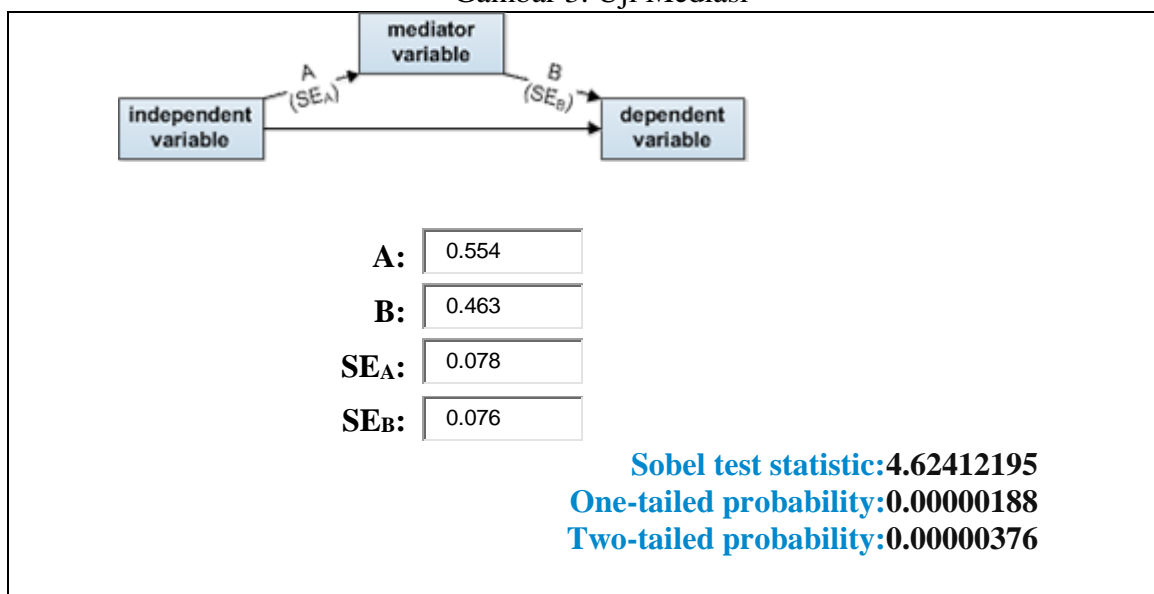 mediator
variable
A
(SEA)
B
(SEB)
independent
variable
dependent
variable
A: 0.554
B: 0.463
SEA: 0.078
SEB: 0.076
Sobel test statistic:4.62412195
One-tailed probability:0.00000188
Two-tailed probability:0.00000376